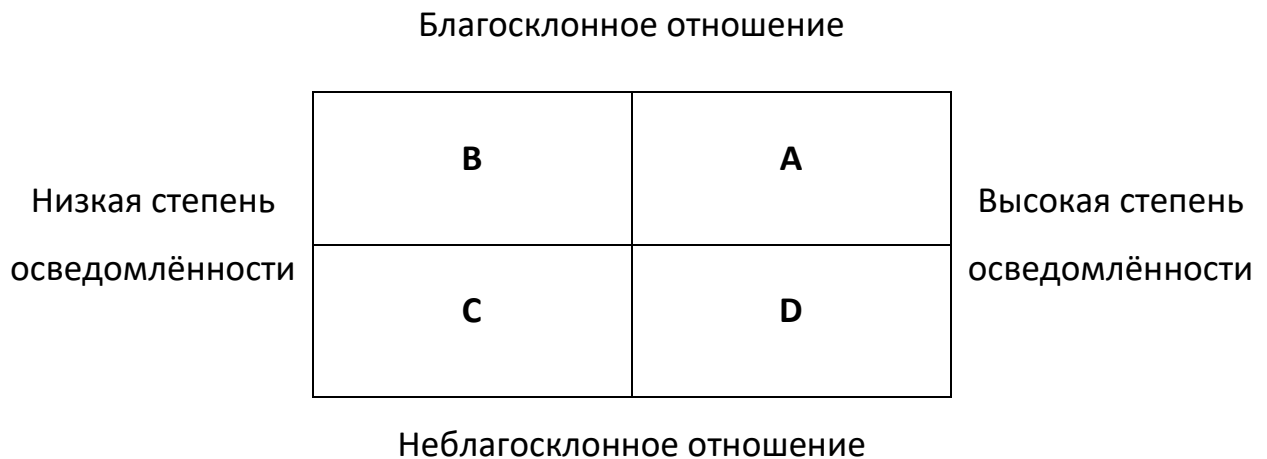 Благосклонное отношение
B A
Низкая степень
осведомлённости
Высокая степень
осведомлённости
C D
Неблагосклонное отношение